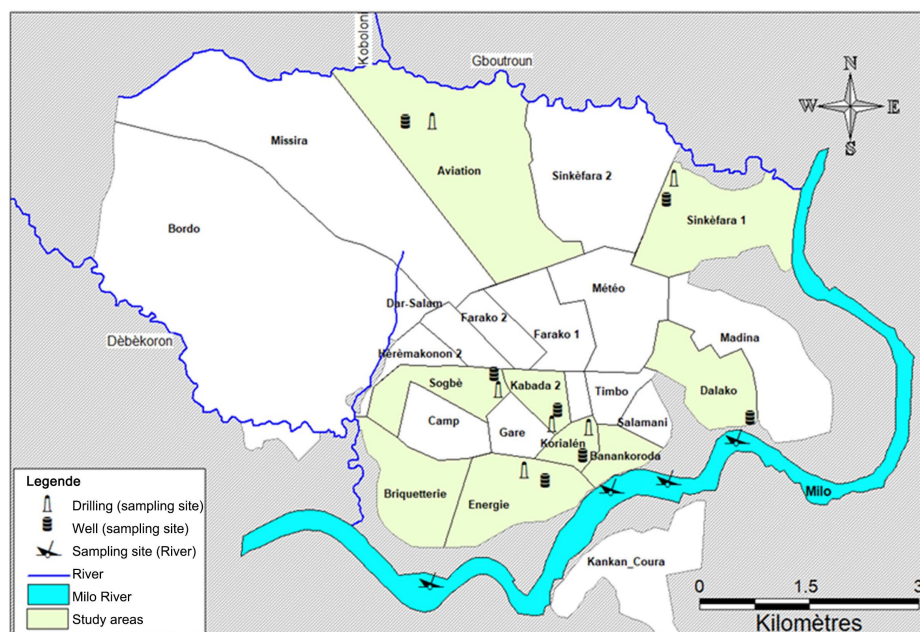 Koboloni
Gboutroun
N
W E
S
Missira
Aviation
Sinkèfara 2
Sinkèfara 1
Bordo
Météo
Dar-Salam
Farako 2
Farako 1
Madina
Dèbèkoron
Hèrèmakonon 2
Sogbè
Kabada 2
Timbo
Dalako
Camp
Gare
Salamani
Korialén
Banankoroda
Briquetterie
Energie
Milo
Kankan_Coura
Legende
Drilling (sampling site)
Well (sampling site)
Sampling site (River)
River
Milo River
Study areas
0 1.5 3
Kilomètres